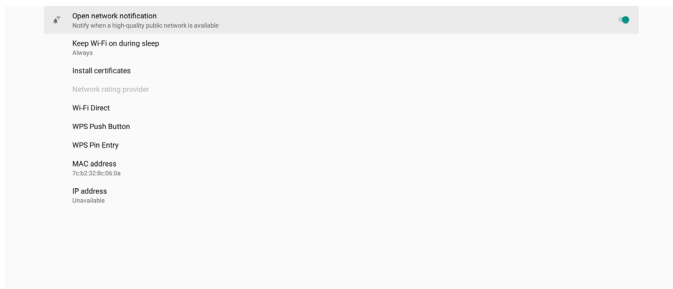 Open network notification
Notify when a high-quality public network is available
Keep Wi-Fi on during sleep
Always
Install certificates
Network rating provider
Wi-Fi Direct
WPS Push Button
WPS Pin Entry
MAC address
7c:b2:32:8c:06:0a
IP address
Unavailable